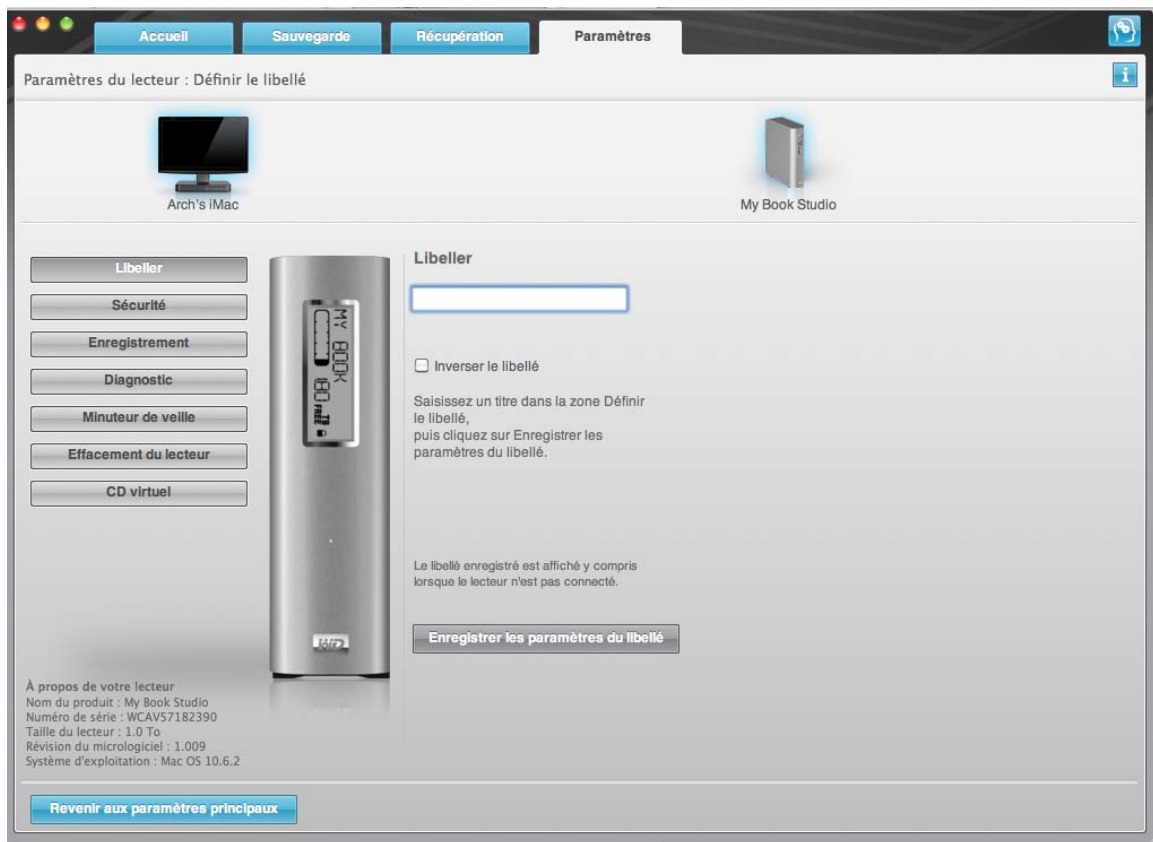 Accueil
Sauvegarde
Récupération
Paramètres
Paramètres du lecteur : Définir le libellé
i
Arch's iMac
My Book Studio
Libeller
Sécurité
Enregistrement
Diagnostic
Minuteur de veille
Effacement du lecteur
CD virtuel
MY BOOK
180 TB FREE
WD
Libeller
Inverser le libellé
Saisissez un titre dans la zone Définir
le libellé,
puis cliquez sur Enregistrer les
paramètres du libellé.
Le libellé enregistré est affiché y compris
lorsque le lecteur n'est pas connecté.
Enregistrer les paramètres du libellé
À propos de votre lecteur
Nom du produit : My Book Studio
Numéro de série : WCAV57182390
Taille du lecteur : 1.0 To
Révision du micrologiciel : 1.009
Système d'exploitation : Mac OS 10.6.2
Revenir aux paramètres principaux